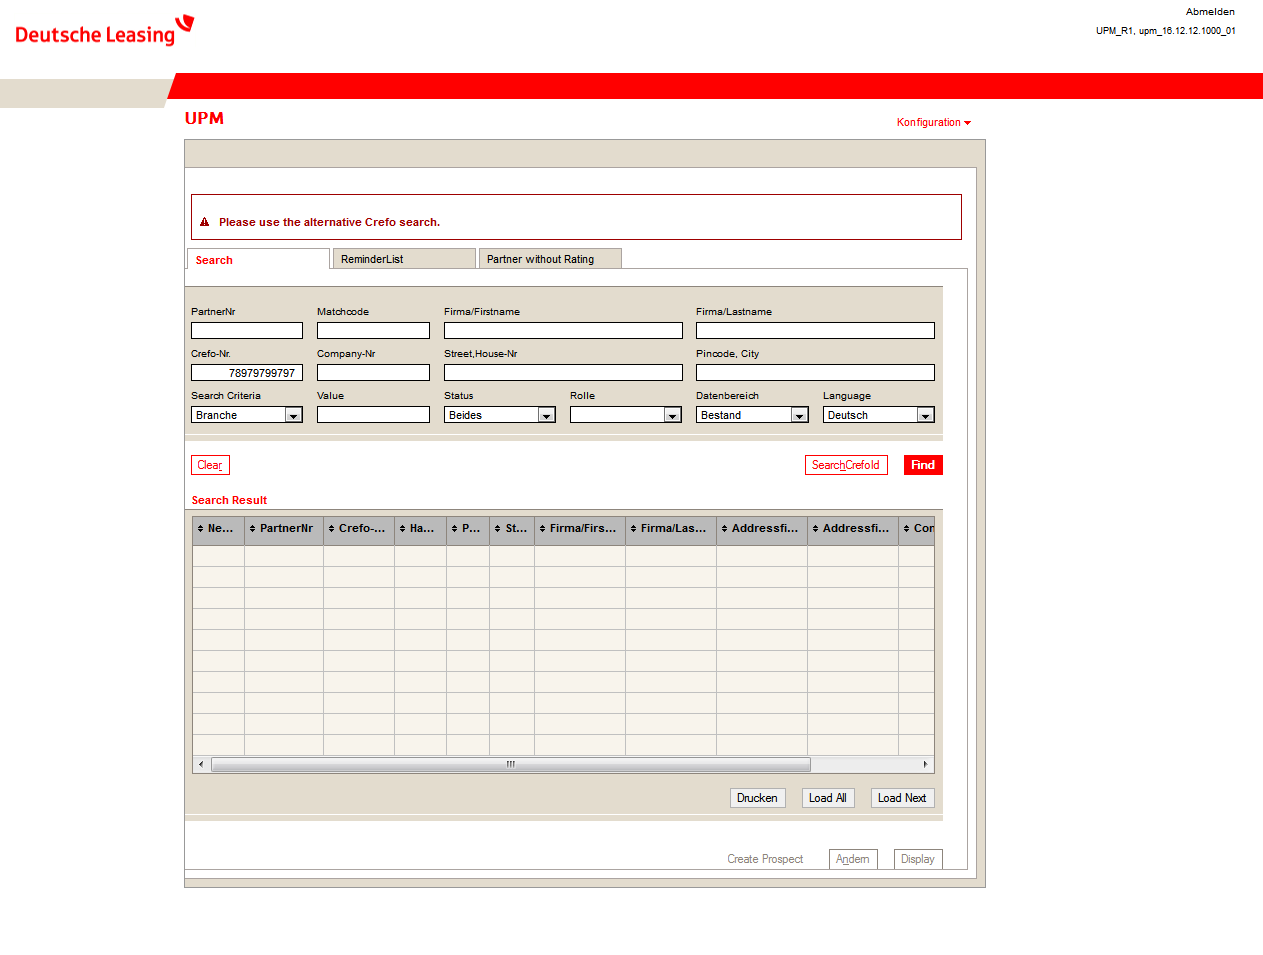 Deutsche Leasing
Abmelden
UPM_R1, upm_16.12.12.1000_01
UPM
Konfiguration
Please use the alternative Crefo search.
Search ReminderList Partner without Rating
PartnerNr Matchcode Firma/Firstname Firma/Lastname
Crefo-Nr. Company-Nr Street,House-Nr Pincode, City
78979799797
Search Criteria Value Status Rolle Datenbereich Language
Branche Beides Bestand Deutsch
Clear SearchCrefoId Find
Search Result
Ne... PartnerNr Crefo-... Ha... P... St... Firma/Firs... Firma/Las... Addressfi... Addressfi... Con
Drucken Load All Load Next
Create Prospect Andern Display